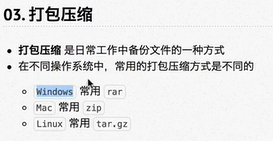 03. 打包压缩
打包压缩 是日常工作中备份文件的一种方式
在不同操作系统中，常用的打包压缩方式是不同的
Windows 常用 rar
Mac 常用 zip
Linux 常用 tar.gz